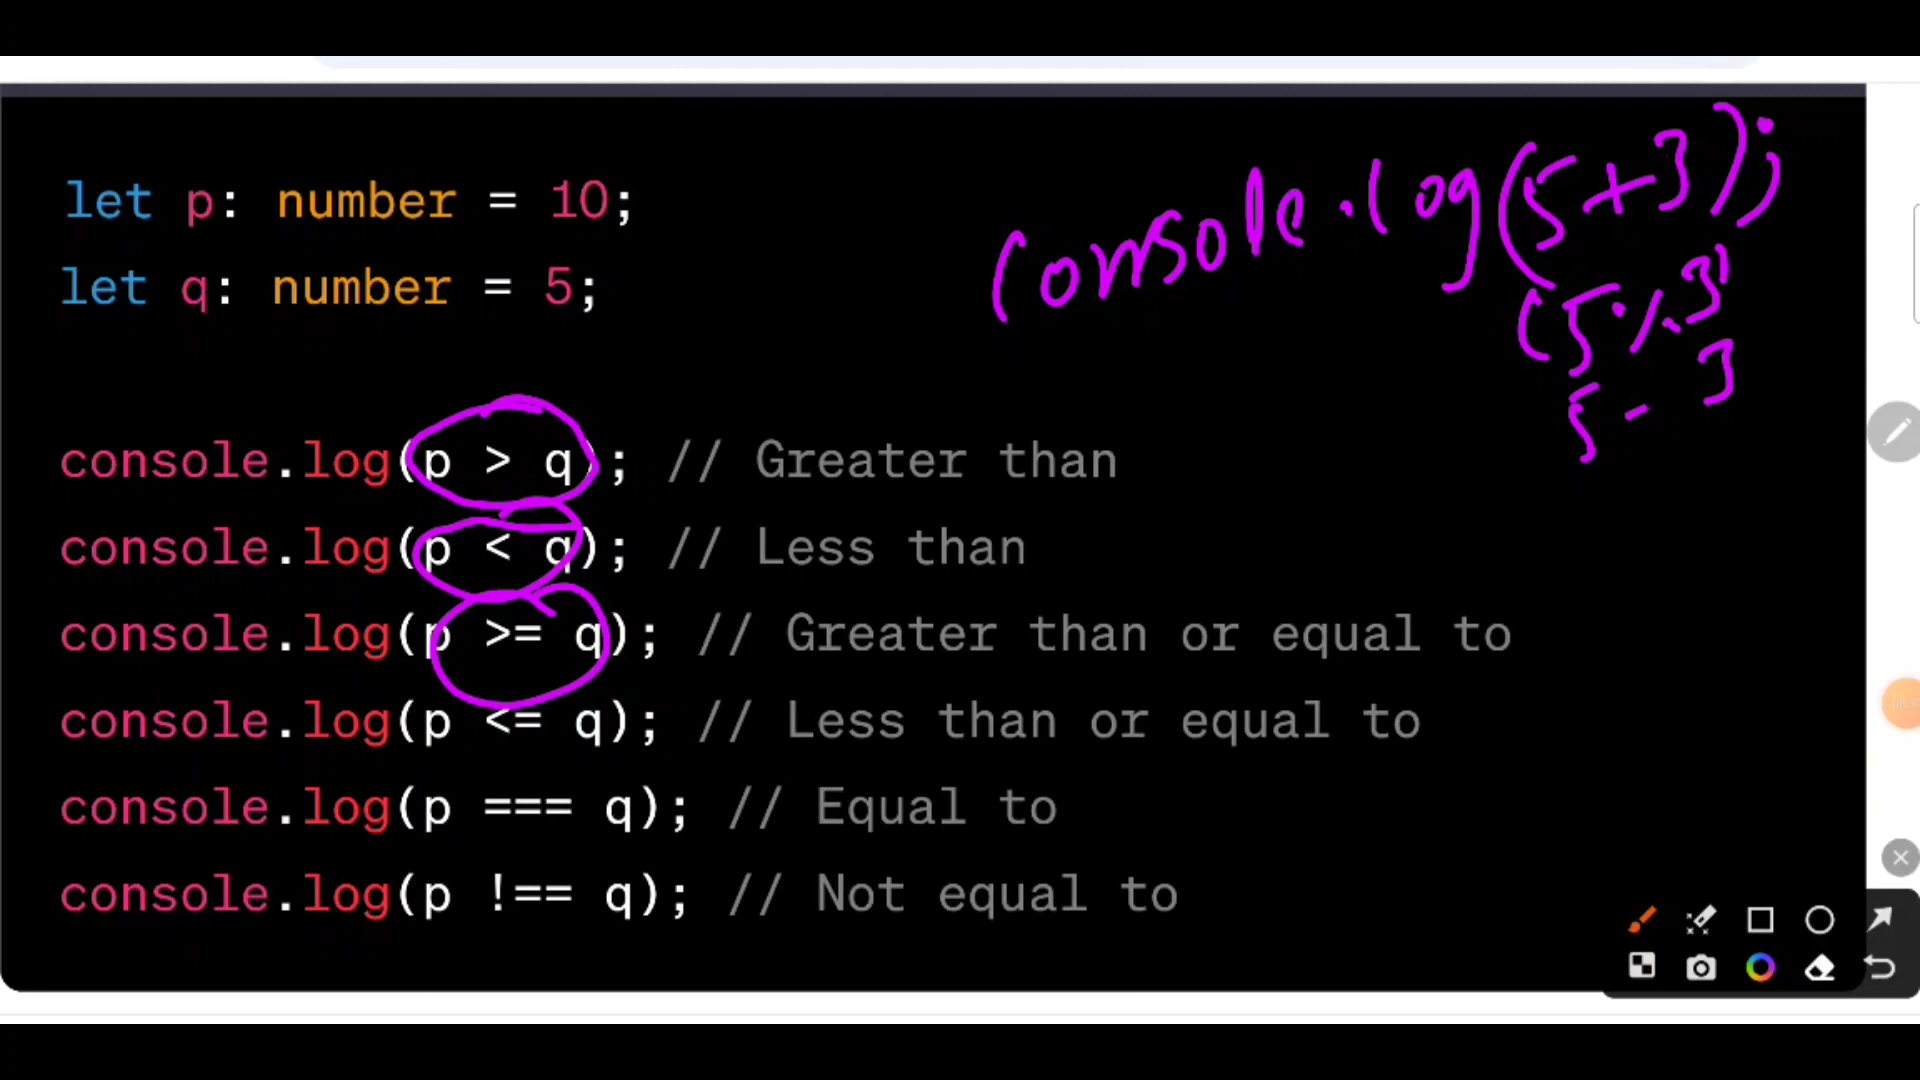 let p: number = 10;
let q: number = 5;
console.log(5+3);
(5%3)
5 - 3
console.log(p > q); // Greater than
console.log(p < q); // Less than
console.log(p >= q); // Greater than or equal to
console.log(p <= q); // Less than or equal to
console.log(p === q); // Equal to
console.log(p !== q); // Not equal to